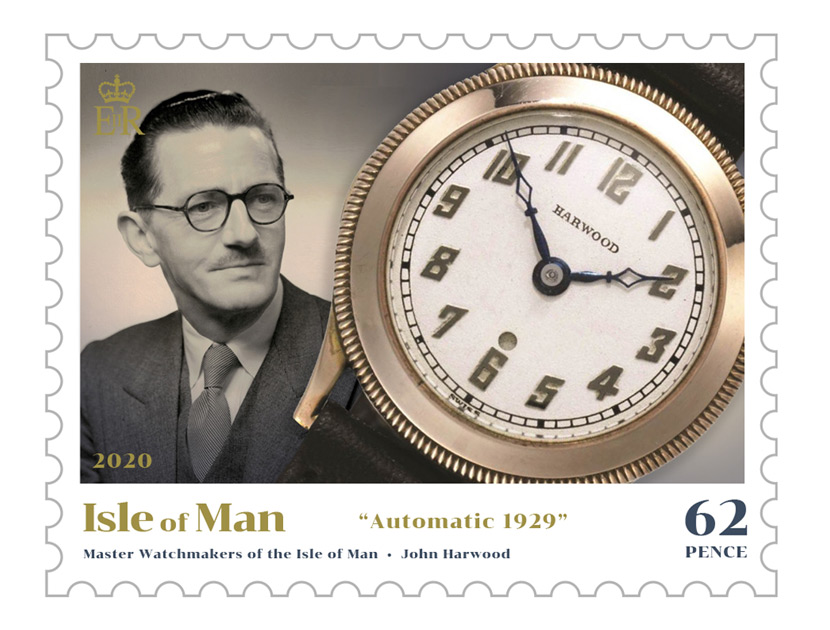 ER
HARWOOD
10 11 12
9 1
8 2
7 3
6 5 4
SWISS
2020
Isle of Man
“Automatic 1929”
62
PENCE
Master Watchmakers of the Isle of Man • John Harwood